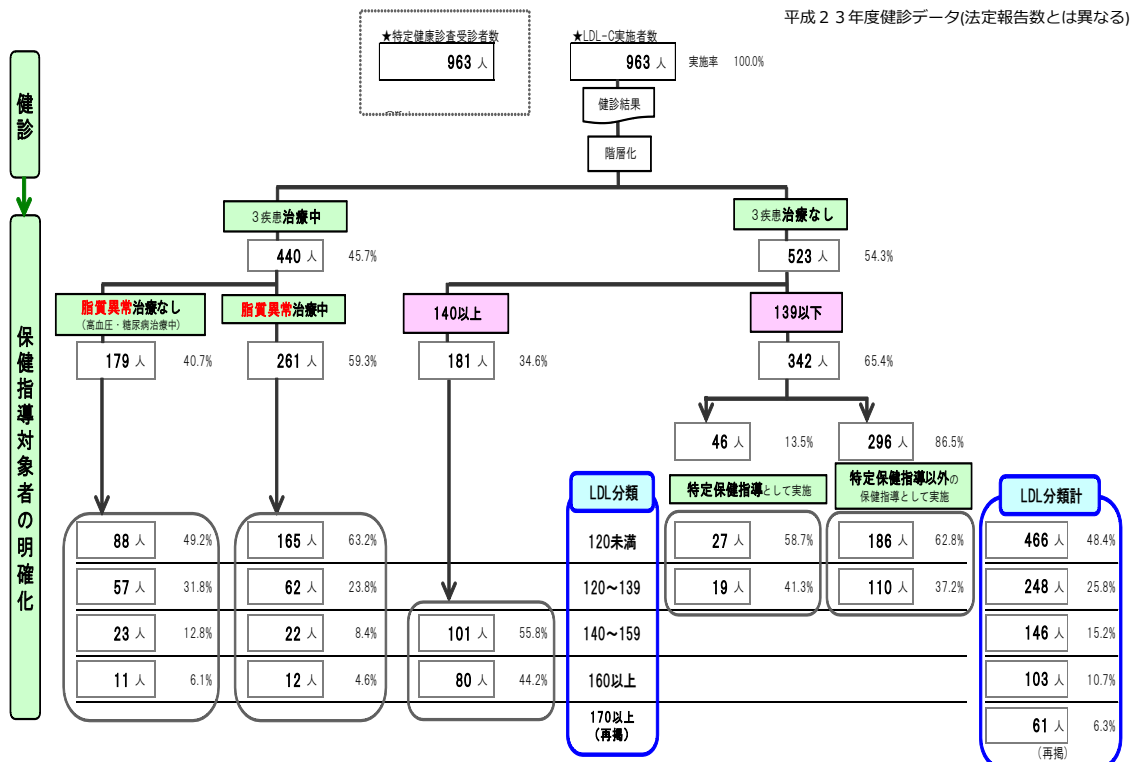 平成２３年度健診データ(法定報告数とは異なる)
★特定健康診査受診者数
963 人
★LDL-C実施者数
963 人 実施率 100.0%
健診
健診結果
階層化
３疾患治療中
440 人 45.7%
３疾患治療なし
523 人 54.3%
保健指導対象者の明確化
脂質異常治療なし
(高血圧・糖尿病治療中)
179 人 40.7%
脂質異常治療中
261 人 59.3%
140以上
181 人 34.6%
139以下
342 人 65.4%
46 人 13.5%
296 人 86.5%
LDL分類
特定保健指導として実施
特定保健指導以外の
保健指導として実施
LDL分類計
88 人 49.2% 165 人 63.2% 120未満 27 人 58.7% 186 人 62.8% 466 人 48.4%
57 人 31.8% 62 人 23.8% 120～139 19 人 41.3% 110 人 37.2% 248 人 25.8%
23 人 12.8% 22 人 8.4% 101 人 55.8% 140～159 146 人 15.2%
11 人 6.1% 12 人 4.6% 80 人 44.2% 160以上 103 人 10.7%
170以上
(再掲)
61 人 6.3%
(再掲)